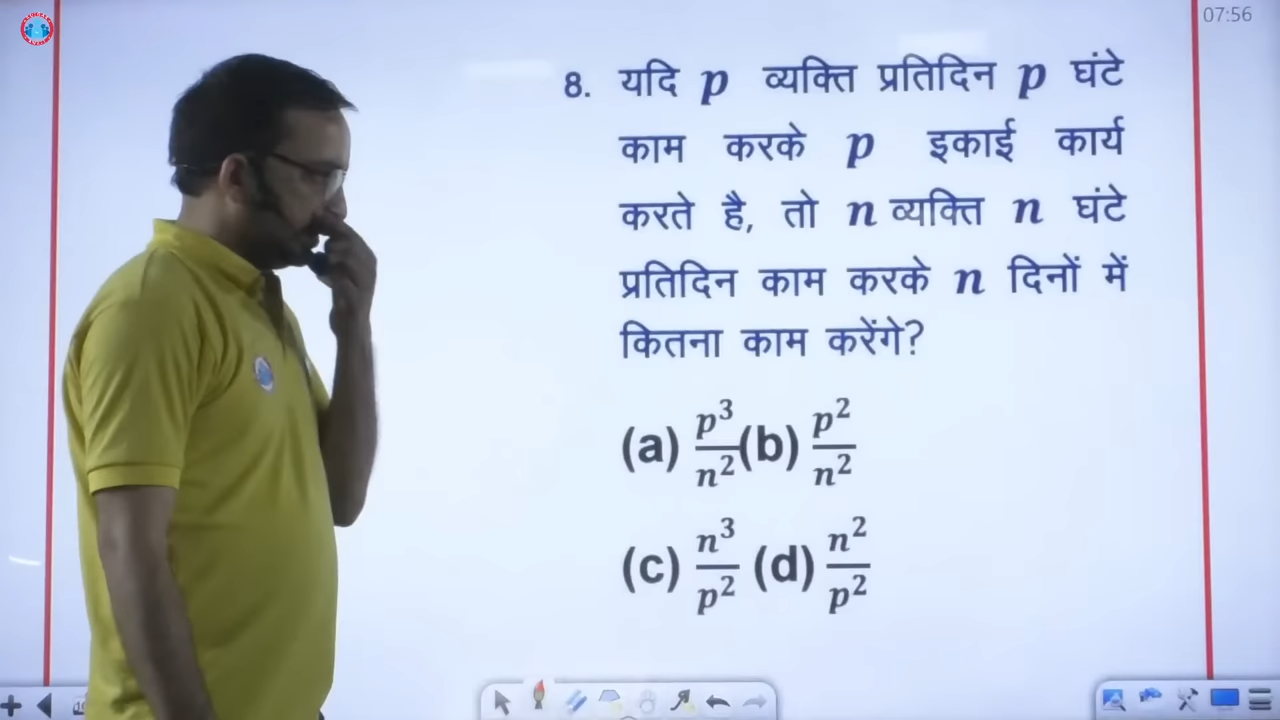 07:56
8. यदि p व्यक्ति प्रतिदिन p घंटे
काम करके p इकाई कार्य
करते है, तो n व्यक्ति n घंटे
प्रतिदिन काम करके n दिनों में
कितना काम करेंगे?
(a) p³/n² (b) p²/n²
(c) n³/p² (d) n²/p²